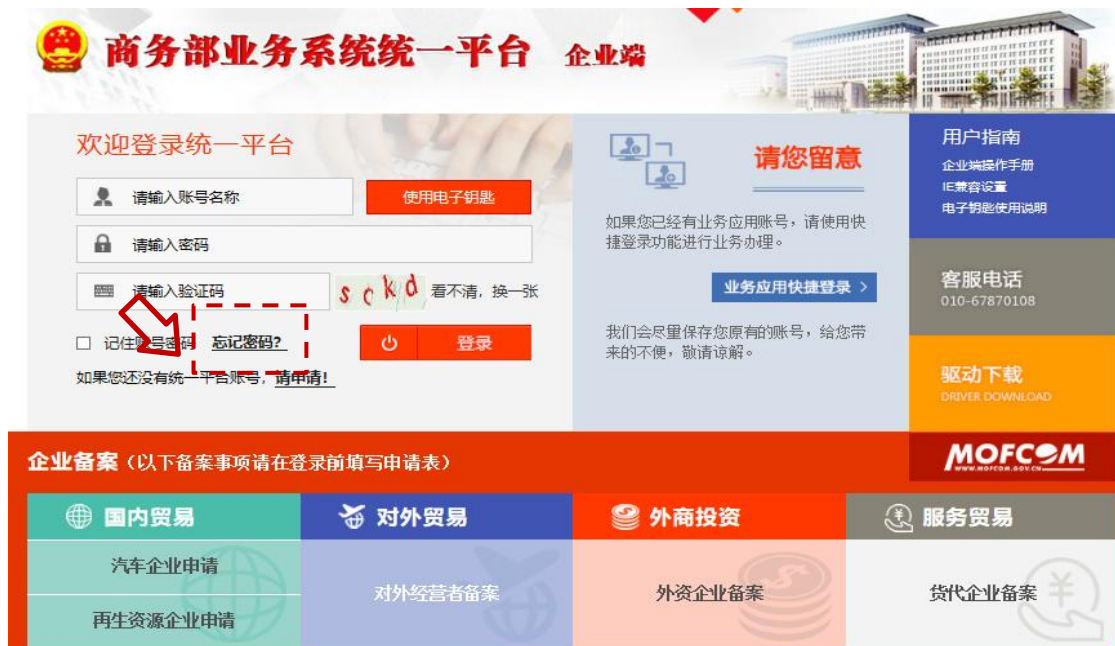 商务部业务系统统一平台 企业端
欢迎登录统一平台
请输入账号名称
使用电子钥匙
请输入密码
请输入验证码
sckd
看不清，换一张
记住账号密码
忘记密码?
登录
如果您还没有统一平台账号，请申请!
请您留意
如果您已经有业务应用账号，请使用快
捷登录功能进行业务办理。
业务应用快捷登录 >
我们会尽量保存您原有的账号，给您带
来的不便，敬请谅解。
用户指南
企业端操作手册
IE兼容设置
电子钥匙使用说明
客服电话
010-67870108
驱动下载
DRIVER DOWNLOAD
企业备案（以下备案事项请在登录前填写申请表）
MOFCOM
WWW.MOFCOM.GOV.CN
国内贸易
对外贸易
外商投资
服务贸易
汽车企业申请
再生资源企业申请
对外经营者备案
外资企业备案
货代企业备案